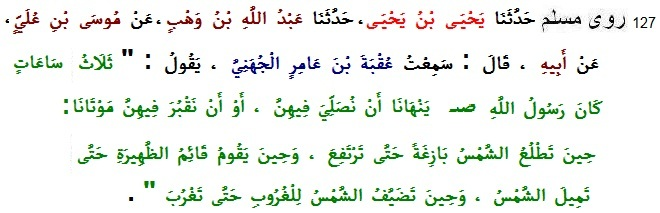 127 روى مسلم حَدَّثَنَا يَحْيَى بْنُ يَحْيَى، حَدَّثَنَا عَبْدُ اللَّهِ بْنُ وَهْبٍ، عَنْ مُوسَى بْنِ عُلَيٍّ،
عَنْ أَبِيهِ ، قَالَ : سَمِعْتُ عُقْبَةَ بْنَ عَامِرٍ الْجُهَنِيَّ ، يَقُولُ : " ثَلَاثُ سَاعَاتٍ
كَانَ رَسُولُ اللَّهِ صـ يَنْهَانَا أَنْ نُصَلِّيَ فِيهِنَّ ، أَوْ أَنْ نَقْبُرَ فِيهِنَّ مَوْتَانَا:
حِينَ تَطْلُعُ الشَّمْسُ بَازِغَةً حَتَّى تَرْتَفِعَ ، وَحِينَ يَقُومُ قَائِمُ الظَّهِيرَةِ حَتَّى
تَمِيلَ الشَّمْسُ ، وَحِينَ تَضَيَّفُ الشَّمْسُ لِلْغُرُوبِ حَتَّى تَغْرُبَ " .